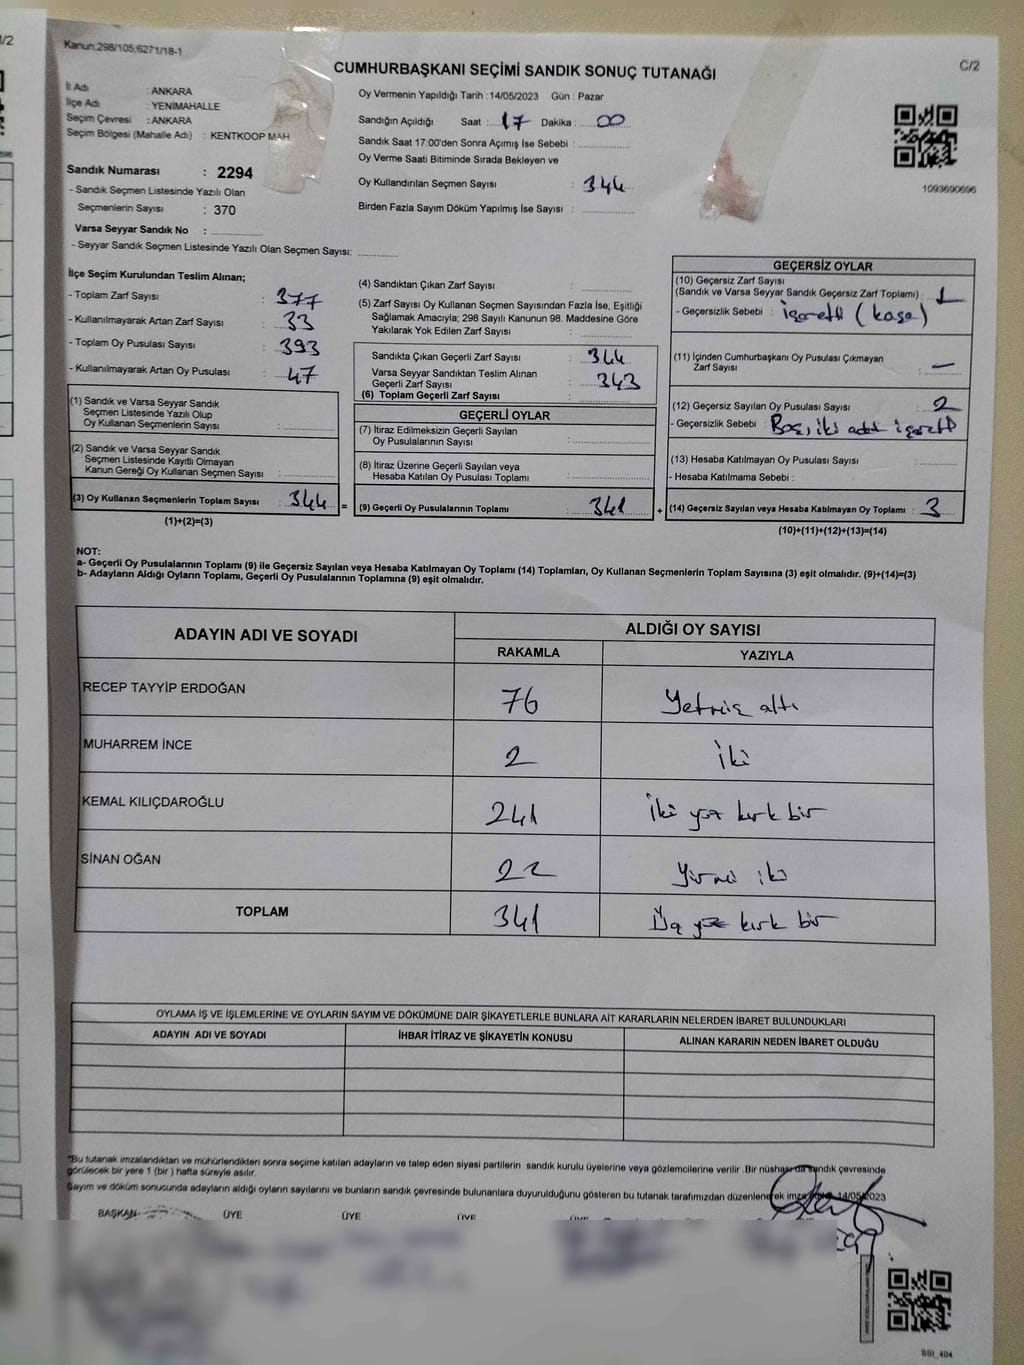 Kanun:298/105;6271/18-1
C/2
CUMHURBAŞKANI SEÇİMİ SANDIK SONUÇ TUTANAĞI
İl Adı : ANKARA
İlçe Adı : YENİMAHALLE
Seçim Çevresi : ANKARA
Seçim Bölgesi (Mahalle Adı) : KENTKOOP MAH.
Sandık Numarası : 2294
- Sandık Seçmen Listesinde Yazılı Olan
Seçmenlerin Sayısı : 370
Varsa Seyyar Sandık No :
- Seyyar Sandık Seçmen Listesinde Yazılı Olan Seçmen Sayısı:
Oy Vermenin Yapıldığı Tarih : 14/05/2023 Gün : Pazar
Sandığın Açıldığı Saat : 17 Dakika : 00
Sandık Saat 17:00'den Sonra Açımış İse Sebebi :
Oy Verme Saati Bitiminde Sırada Bekleyen ve
Oy Kullandırılan Seçmen Sayısı : 344
Birden Fazla Sayım Döküm Yapılmış İse Sayısı :
1093690696
İlçe Seçim Kurulundan Teslim Alınan;
- Toplam Zarf Sayısı : 377
- Kullanılmayarak Artan Zarf Sayısı : 33
- Toplam Oy Pusulası Sayısı : 393
- Kullanılmayarak Artan Oy Pusulası : 47
(1) Sandık ve Varsa Seyyar Sandık
Seçmen Listesinde Yazılı Olup
Oy Kullanan Seçmenlerin Sayısı :
(2) Sandık ve Varsa Seyyar Sandık
Seçmen Listesinde Kayıtlı Olmayan
Kanun Gereği Oy Kullanan Seçmen Sayısı :
(3) Oy Kullanan Seçmenlerin Toplam Sayısı : 344 =
(1)+(2)=(3)
(4) Sandıktan Çıkan Zarf Sayısı :
(5) Zarf Sayısı Oy Kullanan Seçmen Sayısından Fazla İse, Eşitliği
Sağlamak Amacıyla; 298 Sayılı Kanunun 98. Maddesine Göre
Yakılarak Yok Edilen Zarf Sayısı :
Sandıkta Çıkan Geçerli Zarf Sayısı : 344
Varsa Seyyar Sandıktan Teslim Alınan
Geçerli Zarf Sayısı : 343
(6) Toplam Geçerli Zarf Sayısı :
GEÇERLİ OYLAR
(7) İtiraz Edilmeksizin Geçerli Sayılan
Oy Pusulalarının Sayısı :
(8) İtiraz Üzerine Geçerli Sayılan veya
Hesaba Katılan Oy Pusulası Toplamı :
(9) Geçerli Oy Pusulalarının Toplamı : 341 +
GEÇERSİZ OYLAR
(10) Geçersiz Zarf Sayısı
(Sandık ve Varsa Seyyar Sandık Geçersiz Zarf Toplamı) : 1
- Geçersizlik Sebebi : İşaretli (kaşe)
(11) İçinden Cumhurbaşkanı Oy Pusulası Çıkmayan
Zarf Sayısı : —
(12) Geçersiz Sayılan Oy Pusulası Sayısı : 2
- Geçersizlik Sebebi : Boş, iki adet işaretli
(13) Hesaba Katılmayan Oy Pusulası Sayısı :
- Hesaba Katılmama Sebebi :
(14) Geçersiz Sayılan veya Hesaba Katılmayan Oy Toplamı : 3
(10)+(11)+(12)+(13)=(14)
NOT:
a- Geçerli Oy Pusulalarının Toplamı (9) ile Geçersiz Sayılan veya Hesaba Katılmayan Oy Toplamı (14) Toplamları, Oy Kullanan Seçmenlerin Toplam Sayısına (3) eşit olmalıdır. (9)+(14)=(3)
b- Adayların Aldığı Oyların Toplamı, Geçerli Oy Pusulalarının Toplamına (9) eşit olmalıdır.
ADAYIN ADI VE SOYADI ALDIĞI OY SAYISI
RAKAMLA YAZIYLA
RECEP TAYYİP ERDOĞAN 76 Yetmiş altı
MUHARREM İNCE 2 İki
KEMAL KILIÇDAROĞLU 241 İki yüz kırk bir
SİNAN OĞAN 22 Yirmi iki
TOPLAM 341 Üç yüz kırk bir
OYLAMA İŞ VE İŞLEMLERİNE VE OYLARIN SAYIM VE DÖKÜMÜNE DAİR ŞİKAYETLERLE BUNLARA AİT KARARLARIN NELERDEN İBARET BULUNDUKLARI
ADAYIN ADI VE SOYADI İHBAR İTİRAZ VE ŞİKAYETİN KONUSU ALINAN KARARIN NEDEN İBARET OLDUĞU
*Bu tutanak imzalandıktan ve mühürlendikten sonra seçime katılan adayların ve talep eden siyasi partilerin sandık kurulu üyelerine veya gözlemcilerine verilir .Bir nüshası da sandık çevresinde
görülecek bir yere 1 (bir ) hafta süreyle asılır.
Sayım ve döküm sonucunda adayların aldığı oyların sayılarını ve bunların sandık çevresinde bulunanlara duyurulduğunu gösteren bu tutanak tarafımızdan düzenlenerek imza 14/05/2023
BAŞKAN ÜYE ÜYE ÜYE ÜYE